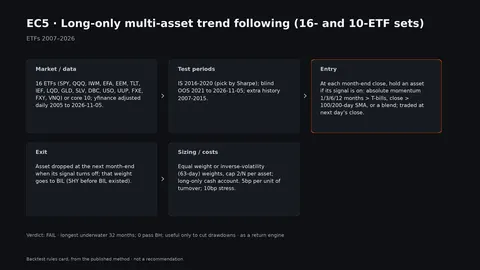 EC5 · Long-only multi-asset trend following (16- and 10-ETF sets)
ETFs 2007–2026
Market / data
16 ETFs (SPY, QQQ, IWM, EFA, EEM, TLT,
IEF, LQD, GLD, SLV, DBC, USO, UUP, FXE,
FXY, VNQ) or core 10; yfinance adjusted
daily 2005 to 2026-11-05.
Test periods
IS 2016-2020 (pick by Sharpe); blind
OOS 2021 to 2026-11-05; extra history
2007-2015.
Entry
At each month-end close, hold an asset
if its signal is on: absolute momentum
1/3/6/12 months > T-bills, close >
100/200-day SMA, or a blend; traded at
next day's close.
Exit
Asset dropped at the next month-end
when its signal turns off; that weight
goes to BIL (SHY before BIL existed).
Sizing / costs
Equal weight or inverse-volatility
(63-day) weights, cap 2/N per asset;
long-only cash account. 5bp per unit of
turnover; 10bp stress.
Verdict: FAIL · longest underwater 32 months; 0 pass BH; useful only to cut drawdowns · as a return engine
Backtest rules card, from the published method · not a recommendation.